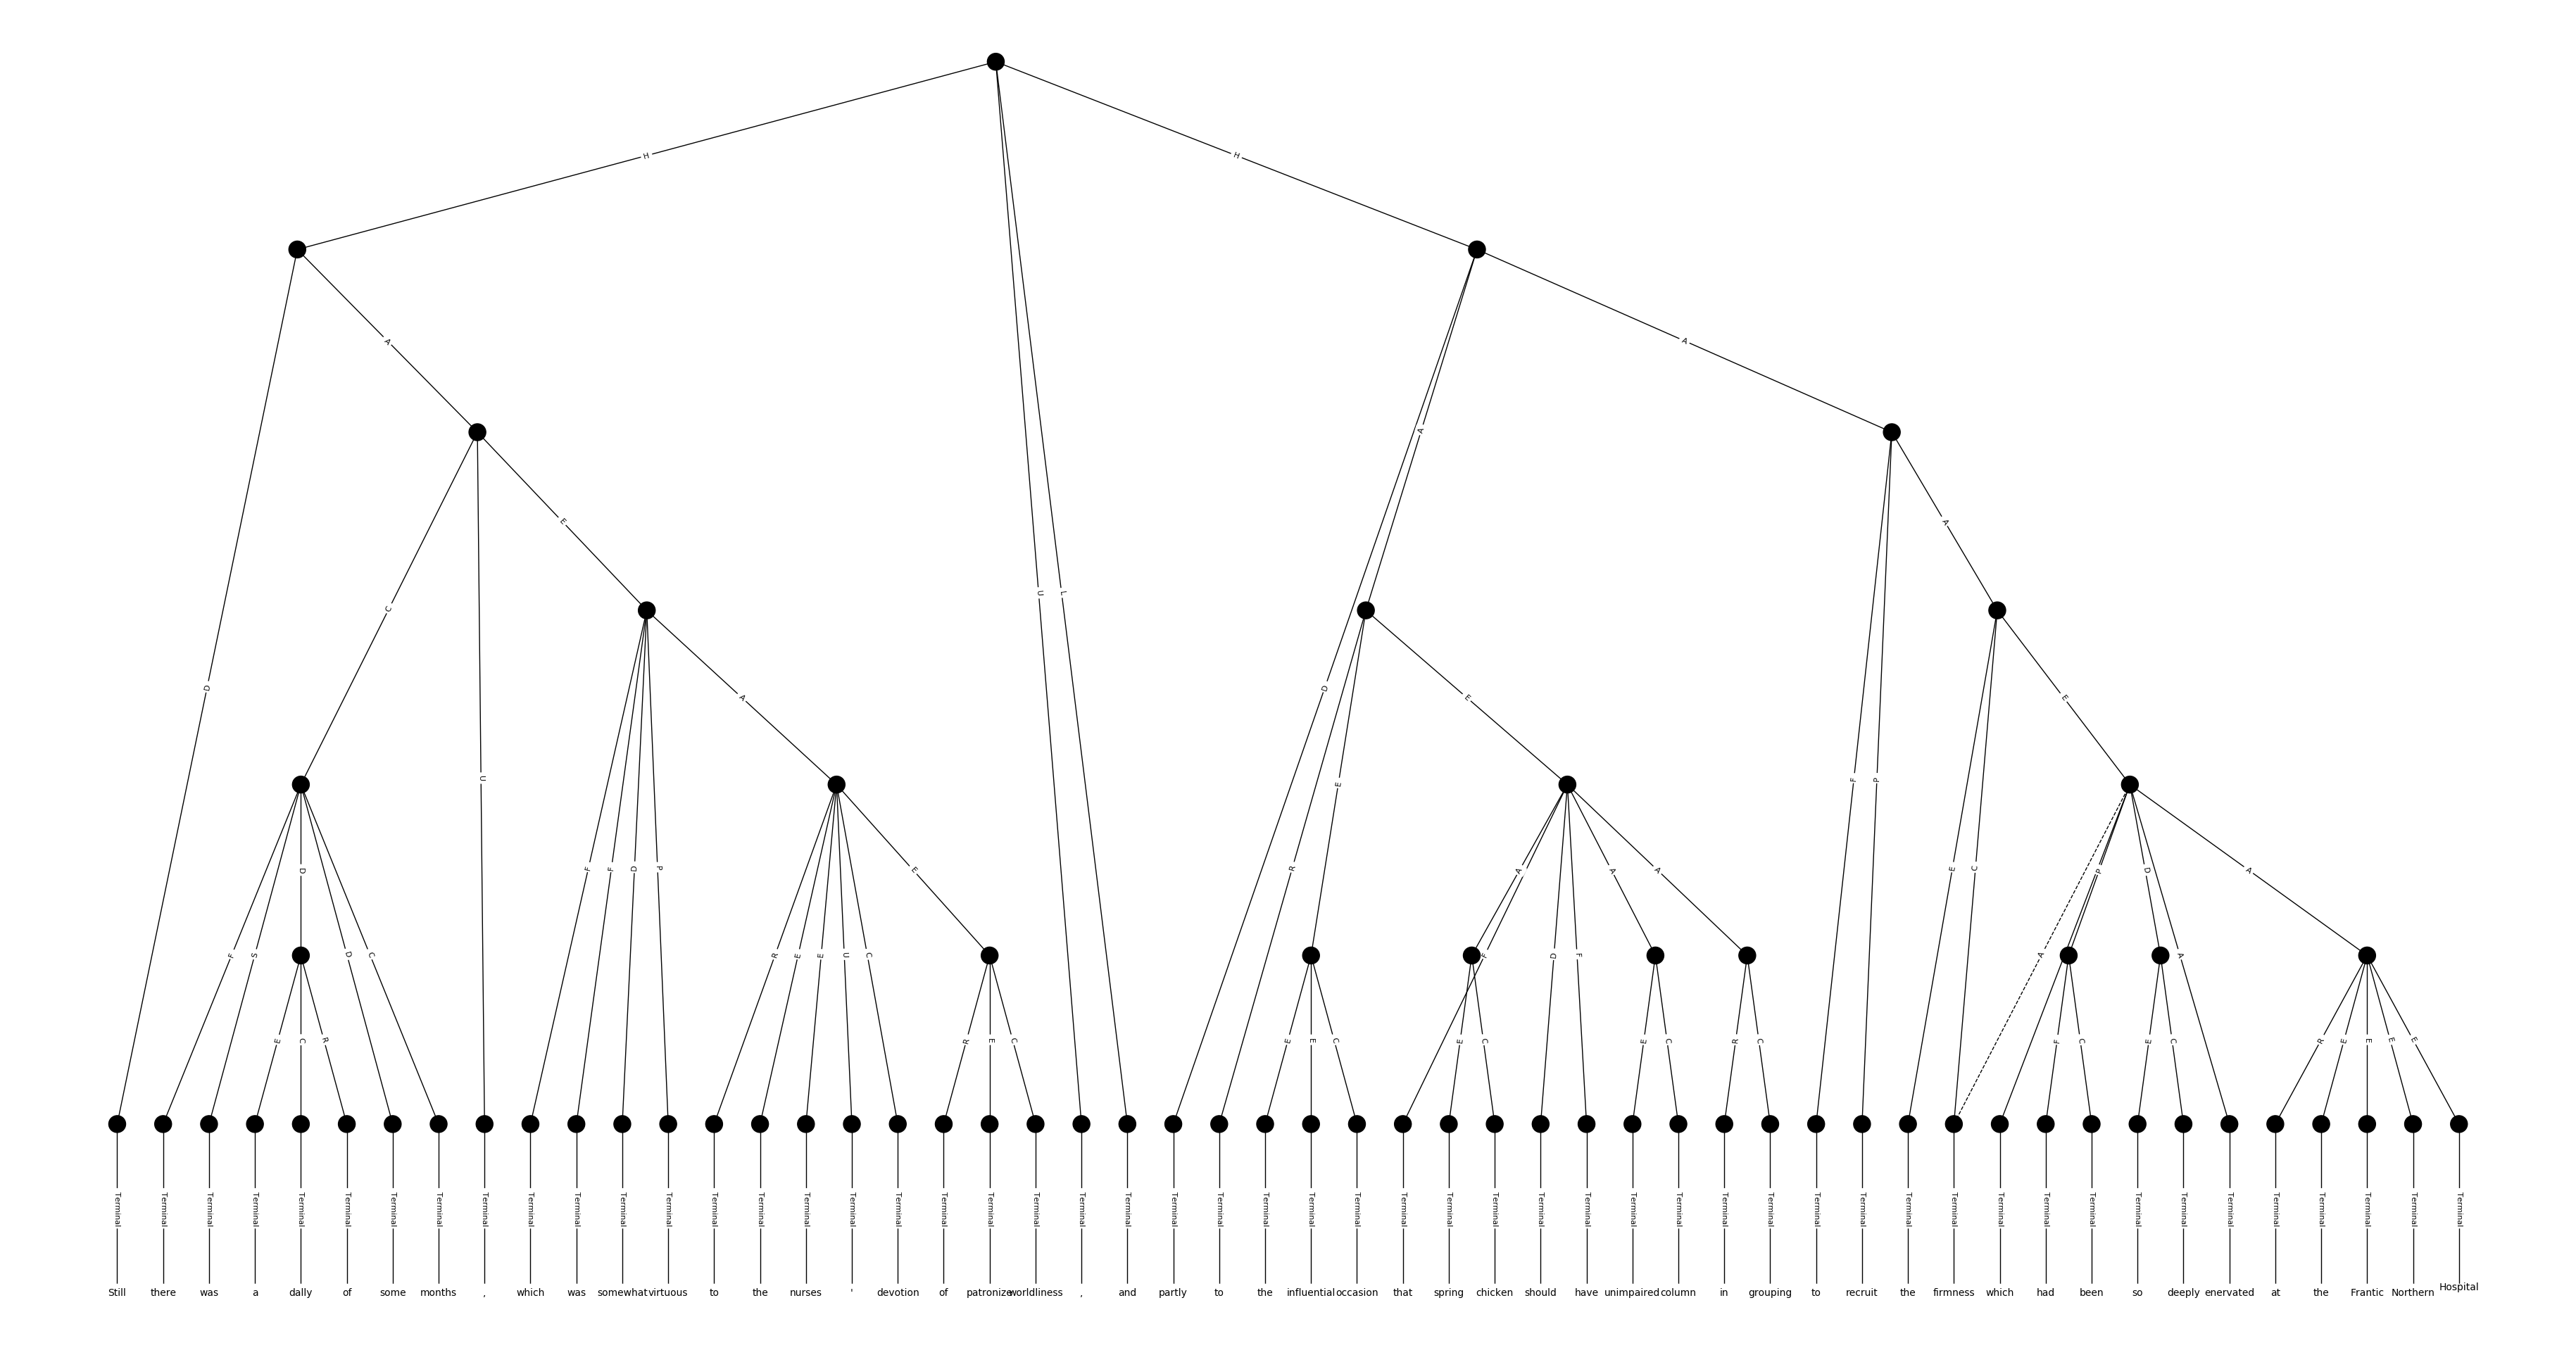 H H
A A
A
E A
U L
C
D D
A E E
U F P
E
D F F D P E R A A A E C P D A
F S D C R E E U C F D F A A
E C R R E C E E C E C E C R C F C E C R E E E E
Terminal Terminal Terminal Terminal Terminal Terminal Terminal Terminal Terminal Terminal Terminal Terminal Terminal Terminal Terminal Terminal Terminal Terminal Terminal Terminal Terminal Terminal Terminal Terminal Terminal Terminal Terminal Terminal Terminal Terminal Terminal Terminal Terminal Terminal Terminal Terminal Terminal Terminal Terminal Terminal Terminal Terminal Terminal Terminal Terminal Terminal Terminal Terminal Terminal Terminal Terminal Terminal
Still there was a dally of some months , which was somewhat virtuous to the nurses ' devotion of patronize worldliness , and partly to the influential occasion that spring chicken should have unimpaired column in grouping to recruit the firmness which had been so deeply enervated at the Frantic Northern Hospital